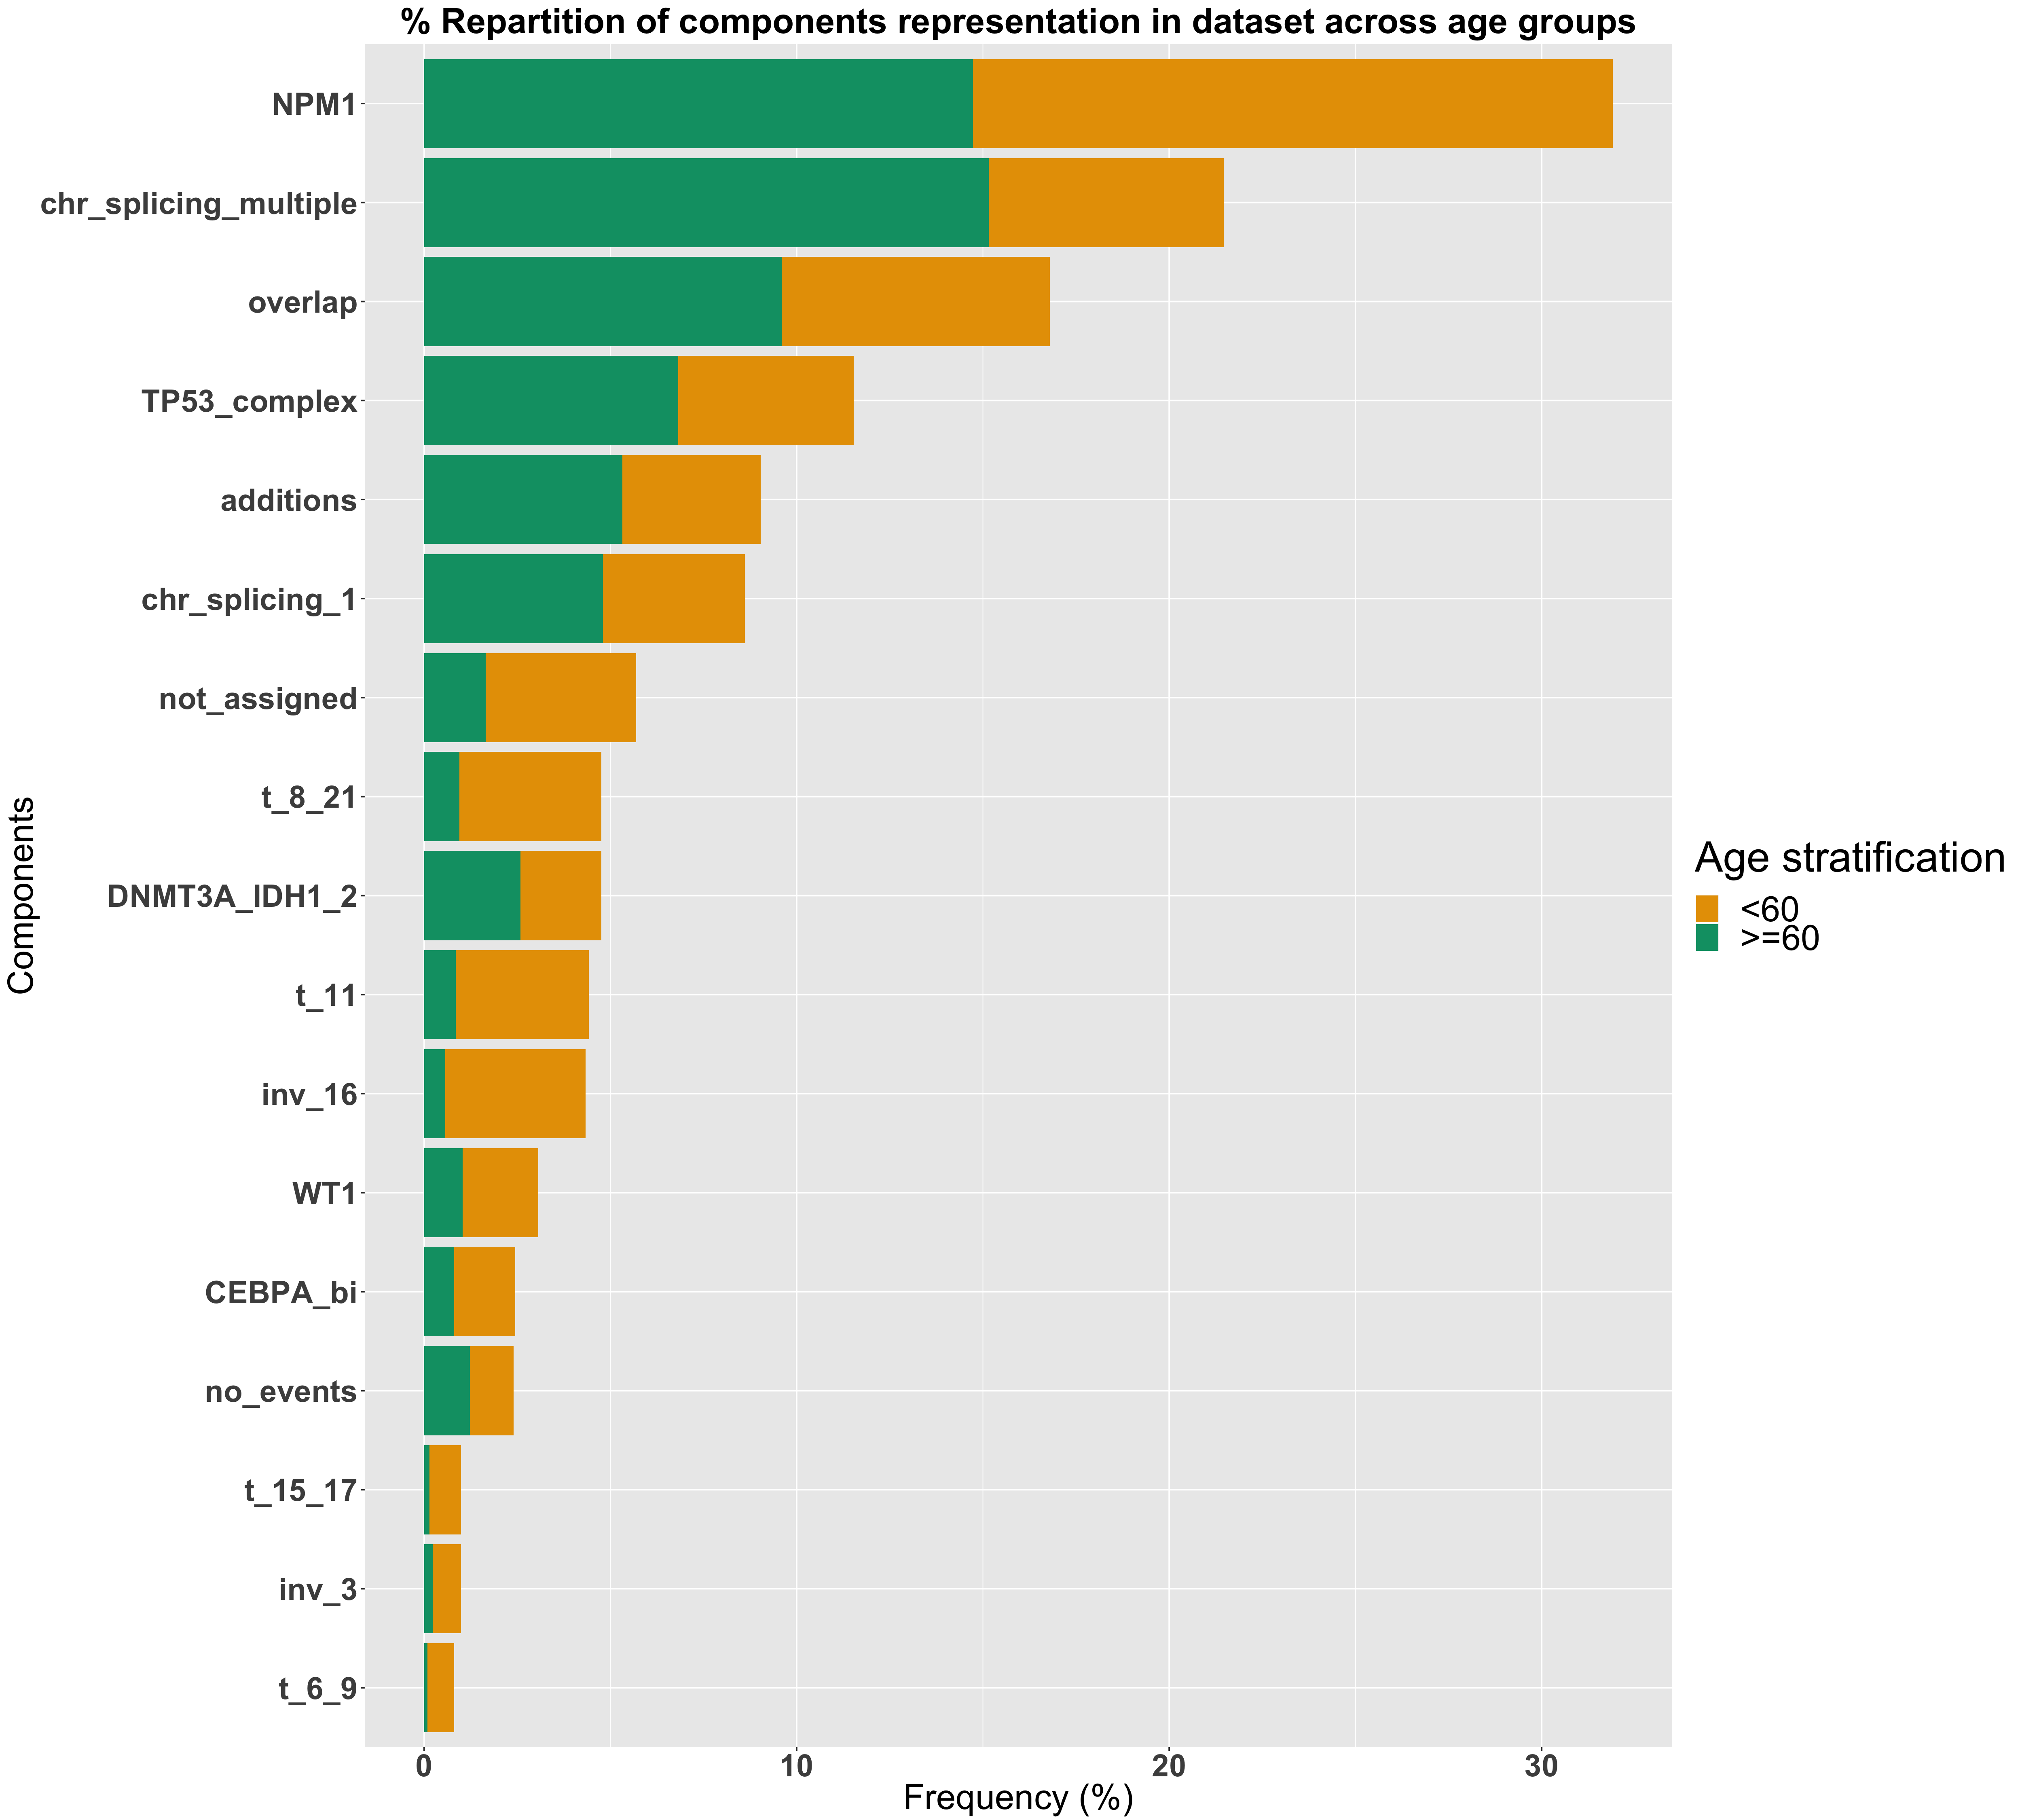 % Repartition of components representation in dataset across age groups
NPM1
chr_splicing_multiple
overlap
TP53_complex
additions
chr_splicing_1
not_assigned
t_8_21
DNMT3A_IDH1_2
t_11
inv_16
WT1
CEBPA_bi
no_events
t_15_17
inv_3
t_6_9
Components
0 10 20 30
Frequency (%)
Age stratification
<60
>=60